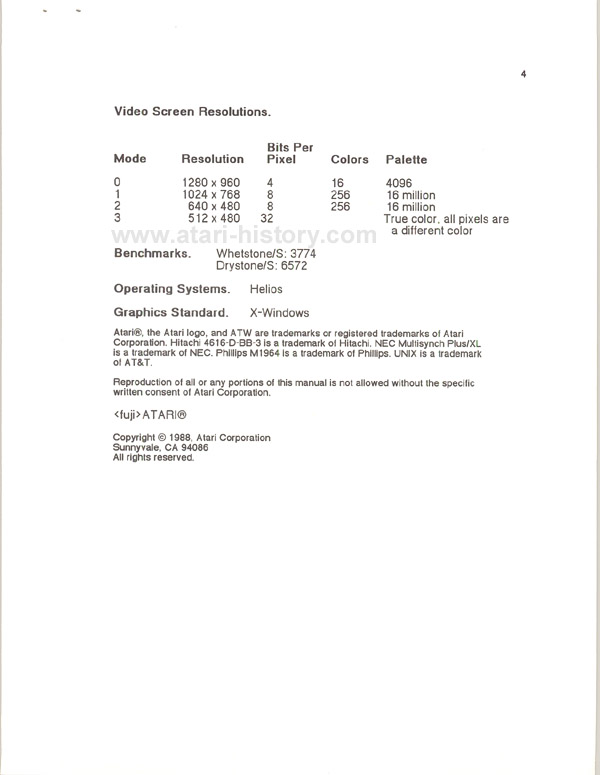 4
Video Screen Resolutions.
Bits Per
Mode Resolution Pixel Colors Palette
0 1280 x 960 4 16 4096
1 1024 x 768 8 256 16 million
2 640 x 480 8 256 16 million
3 512 x 480 32 True color, all pixels are
a different color
www.atari-history.com
Benchmarks. Whetstone/S: 3774
Drystone/S: 6572
Operating Systems. Helios
Graphics Standard. X-Windows
Atari®, the Atari logo, and ATW are trademarks or registered trademarks of Atari
Corporation. Hitachi 4616-D-BB-3 is a trademark of Hitachi. NEC Multisynch Plus/XL
is a trademark of NEC. Phillips M1964 is a trademark of Phillips. UNIX is a trademark
of AT&T.
Reproduction of all or any portions of this manual is not allowed without the specific
written consent of Atari Corporation.
<fuji>ATARI®
Copyright © 1988, Atari Corporation
Sunnyvale, CA 94086
All rights reserved.